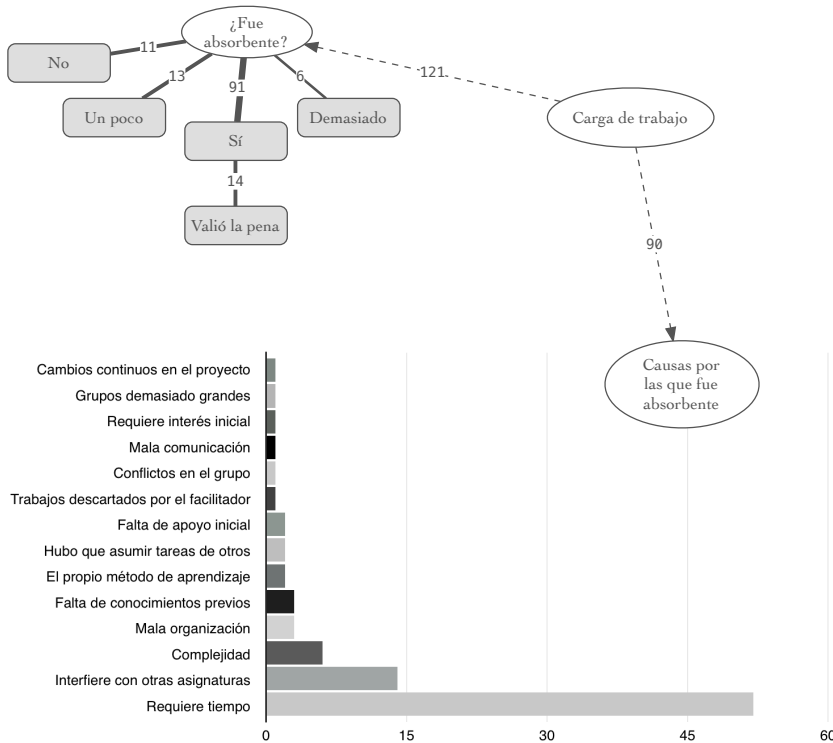 ¿Fue
absorbente?
11
No
13
Un poco
91
Sí
6
Demasiado
14
Valió la pena
121
Carga de trabajo
90
Causas por
las que fue
absorbente
Cambios continuos en el proyecto
Grupos demasiado grandes
Requiere interés inicial
Mala comunicación
Conflictos en el grupo
Trabajos descartados por el facilitador
Falta de apoyo inicial
Hubo que asumir tareas de otros
El propio método de aprendizaje
Falta de conocimientos previos
Mala organización
Complejidad
Interfiere con otras asignaturas
Requiere tiempo
0 15 30 45 60